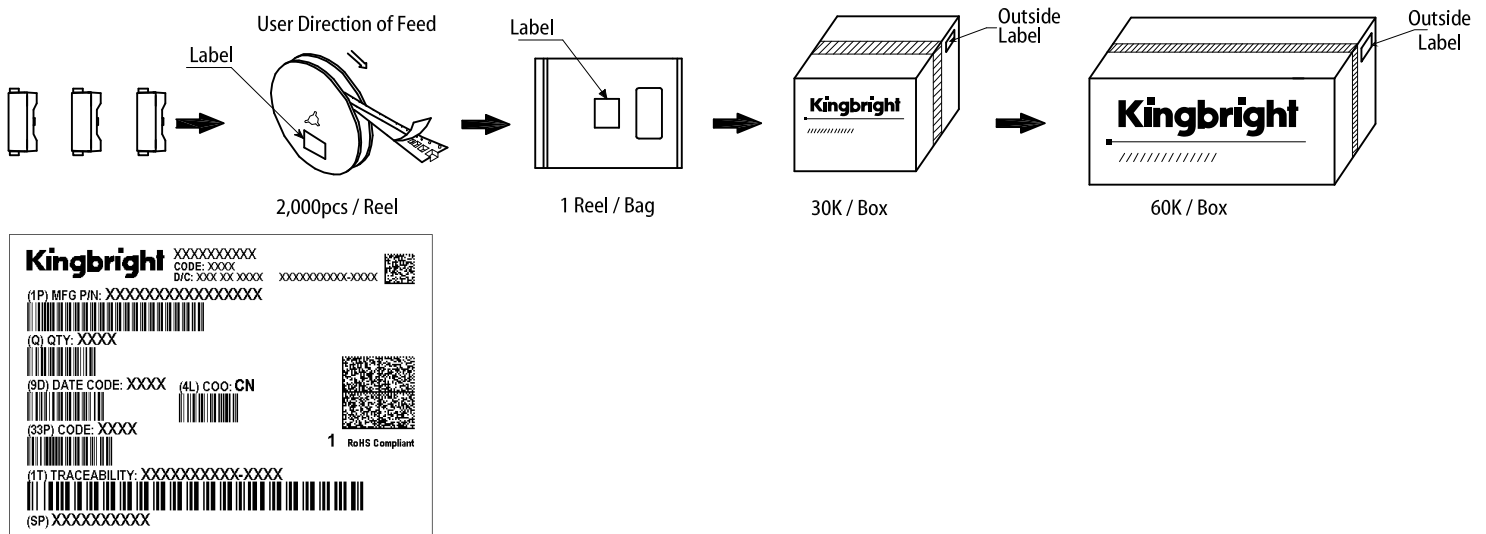 User Direction of Feed
Label
Label
Outside
Label
Outside
Label
Kingbright
Kingbright
2,000pcs / Reel
1 Reel / Bag
30K / Box
60K / Box
Kingbright
XXXXXXXXXX
CODE: XXXX
D/C: XXX XX XXXX
XXXXXXXXXX-XXXX
(1P) MFG P/N: XXXXXXXXXXXXXXXX
(Q) QTY: XXXX
(9D) DATE CODE: XXXX
(4L) COO: CN
(33P) CODE: XXXX
1 RoHS Compliant
(1T) TRACEABILITY: XXXXXXXXXX-XXXX
(SP) XXXXXXXXXX